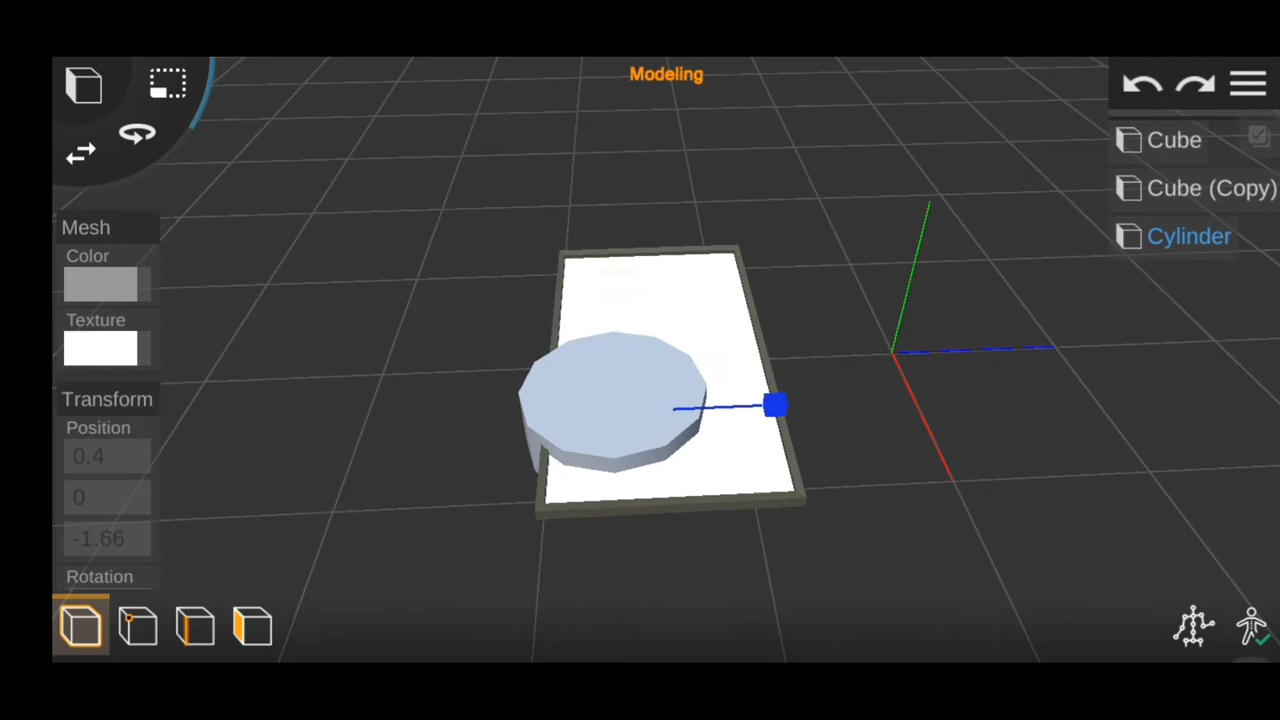 Modeling
Cube
Cube (Copy)
Cylinder
Mesh
Color
Texture
Transform
Position
0.4
0
-1.66
Rotation